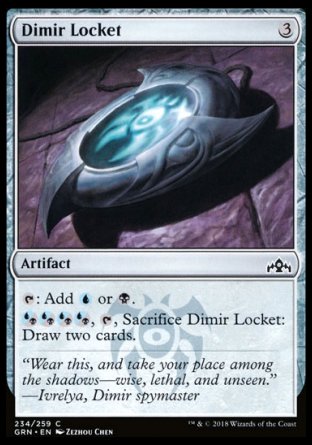 Dimir Locket 3
Artifact
: Add or .
, , Sacrifice Dimir Locket:
Draw two cards.
“Wear this, and take your place among
the shadows—wise, lethal, and unseen.”
—Ivrelya, Dimir spymaster
234/259 C
GRN • EN Zezhou Chen
™ & © 2018 Wizards of the Coast